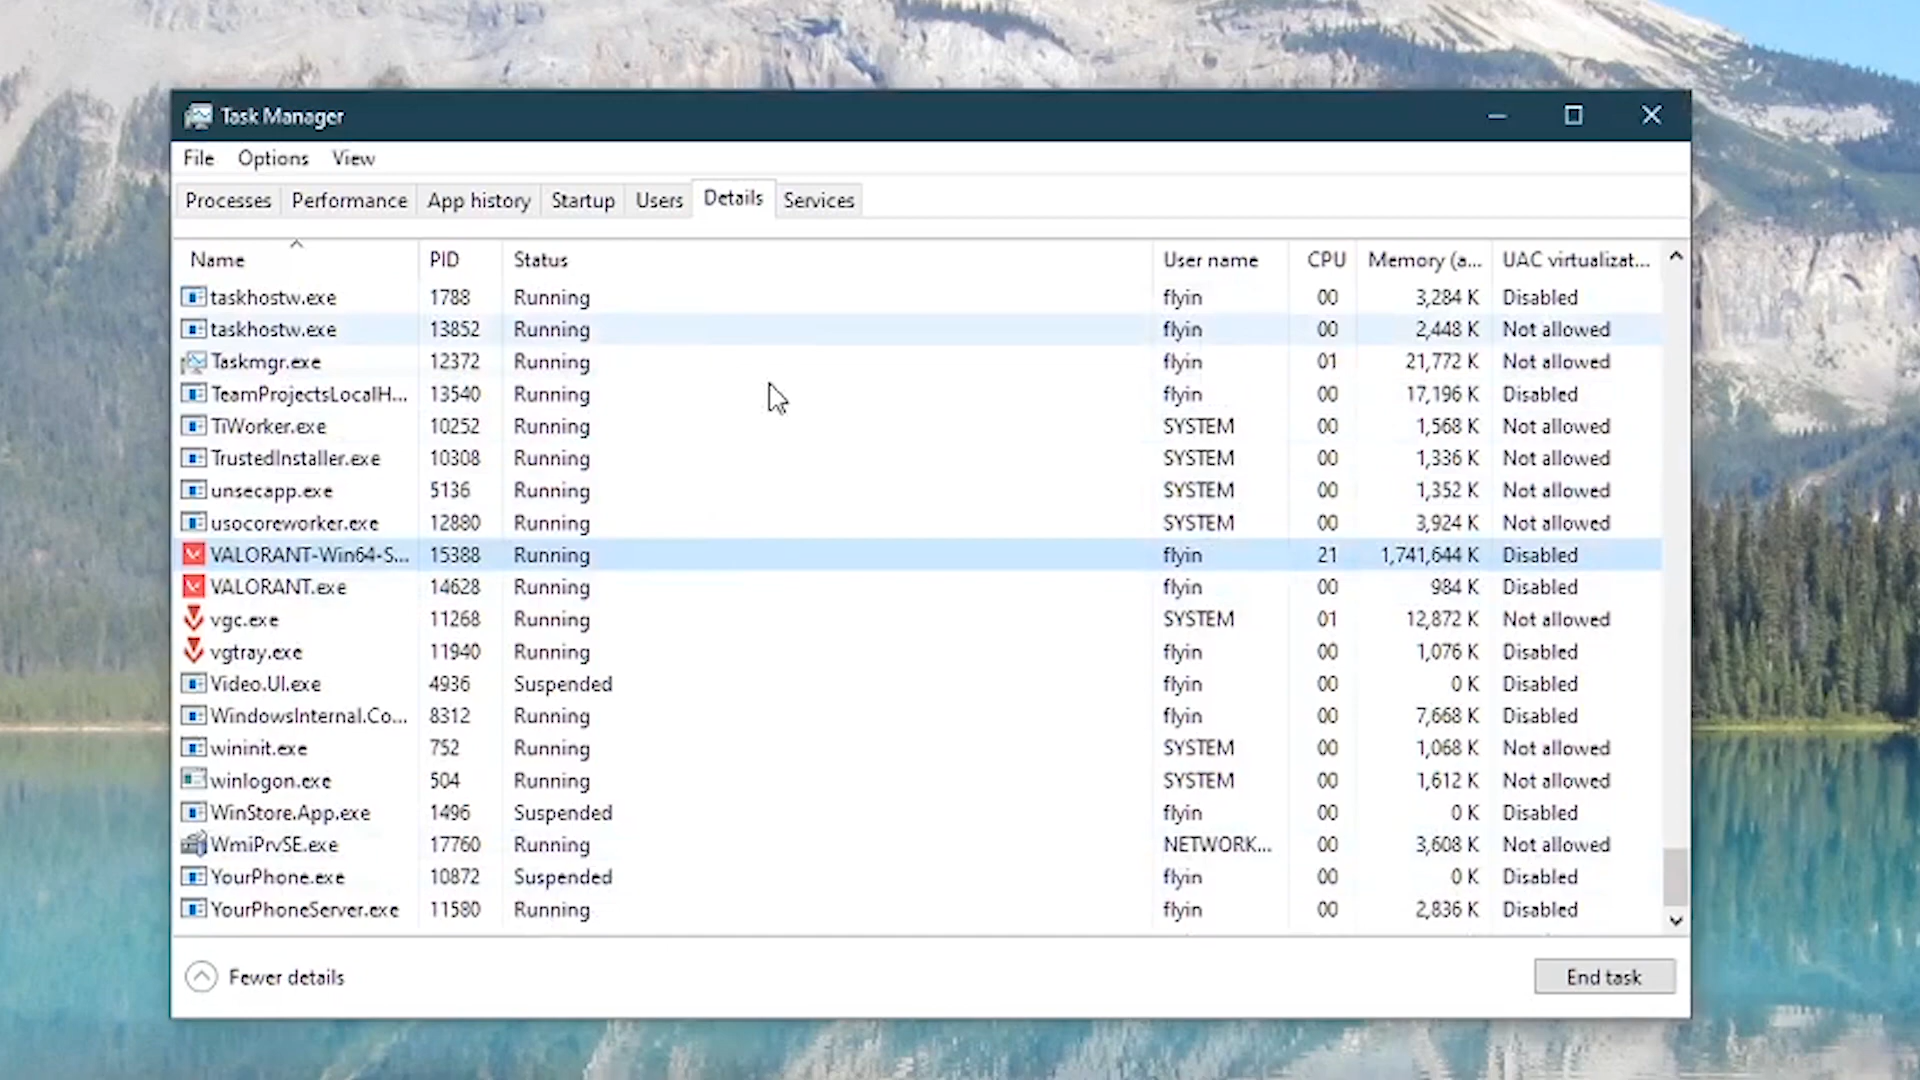 Task Manager
File Options View
Processes Performance App history Startup Users Details Services
Name PID Status User name CPU Memory (a... UAC virtualizat...
taskhostw.exe 1788 Running flyin 00 3,284 K Disabled
taskhostw.exe 13852 Running flyin 00 2,448 K Not allowed
Taskmgr.exe 12372 Running flyin 01 21,772 K Not allowed
TeamProjectsLocalH... 13540 Running flyin 00 17,196 K Disabled
TiWorker.exe 10252 Running SYSTEM 00 1,568 K Not allowed
TrustedInstaller.exe 10308 Running SYSTEM 00 1,336 K Not allowed
unsecapp.exe 5136 Running SYSTEM 00 1,352 K Not allowed
usocoreworker.exe 12880 Running SYSTEM 00 3,924 K Not allowed
VALORANT-Win64-S... 15388 Running flyin 21 1,741,644 K Disabled
VALORANT.exe 14628 Running flyin 00 984 K Disabled
vgc.exe 11268 Running SYSTEM 01 12,872 K Not allowed
vgtray.exe 11940 Running flyin 00 1,076 K Disabled
Video.UI.exe 4936 Suspended flyin 00 0 K Disabled
WindowsInternal.Co... 8312 Running flyin 00 7,668 K Disabled
wininit.exe 752 Running SYSTEM 00 1,068 K Not allowed
winlogon.exe 504 Running SYSTEM 00 1,612 K Not allowed
WinStore.App.exe 1496 Suspended flyin 00 0 K Disabled
WmiPrvSE.exe 17760 Running NETWORK... 00 3,608 K Not allowed
YourPhone.exe 10872 Suspended flyin 00 0 K Disabled
YourPhoneServer.exe 11580 Running flyin 00 2,836 K Disabled
Fewer details End task